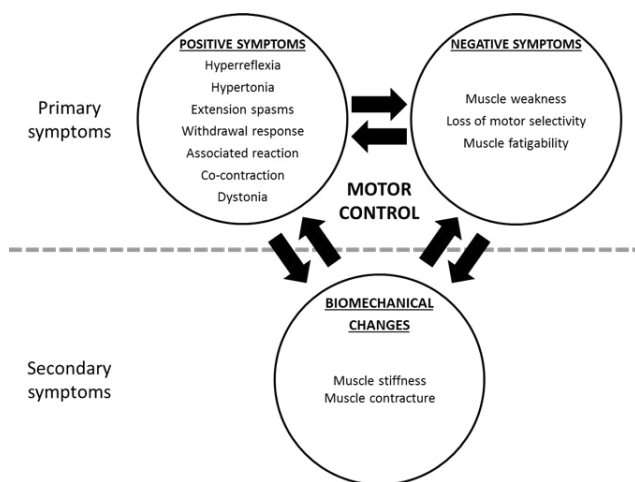 POSITIVE SYMPTOMS
Hyperreflexia
Hypertonia
Extension spasms
Withdrawal response
Associated reaction
Co-contraction
Dystonia
NEGATIVE SYMPTOMS
Muscle weakness
Loss of motor selectivity
Muscle fatigability
Primary
symptoms
MOTOR
CONTROL
BIOMECHANICAL
CHANGES
Muscle stiffness
Muscle contracture
Secondary
symptoms